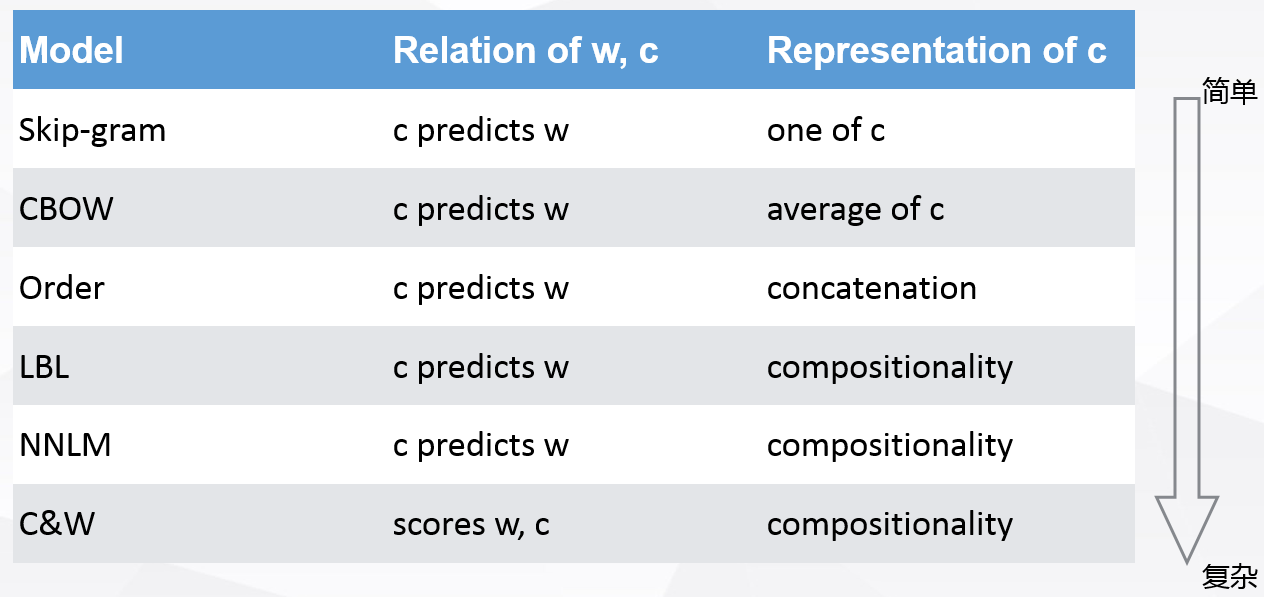 Model Relation of w, c Representation of c
简单
Skip-gram c predicts w one of c
CBOW c predicts w average of c
Order c predicts w concatenation
LBL c predicts w compositionality
NNLM c predicts w compositionality
C&W scores w, c compositionality
复杂